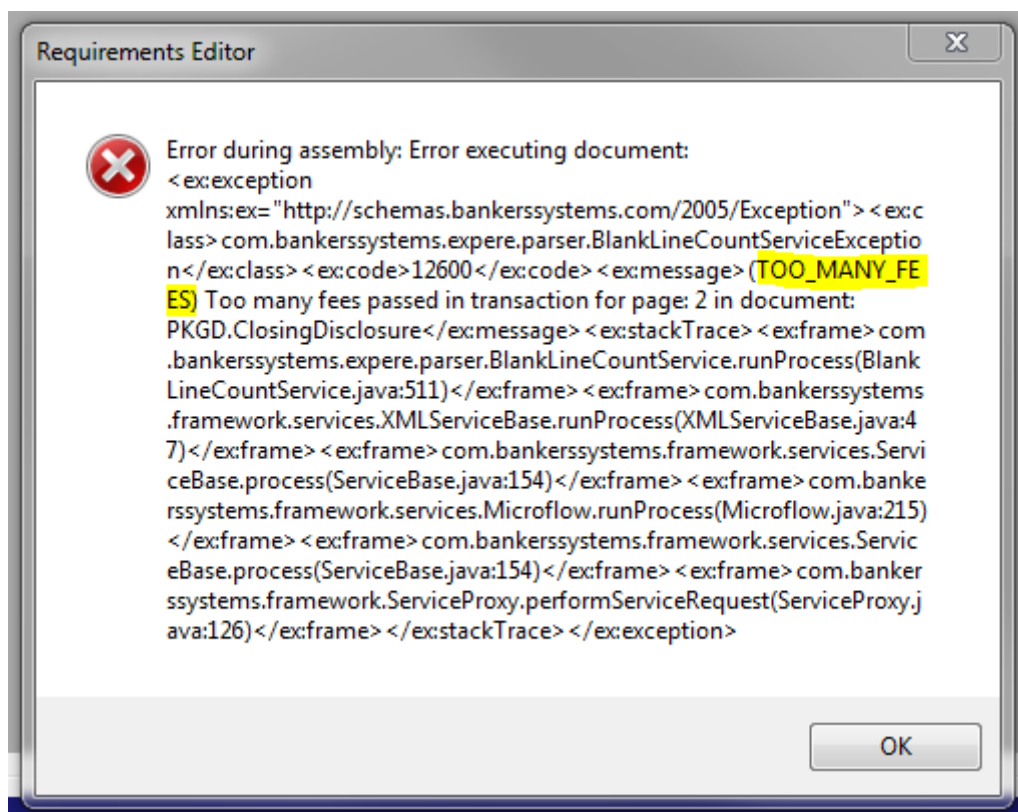 Requirements Editor
Error during assembly: Error executing document:
<ex:exception
xmlns:ex="http://schemas.bankerssystems.com/2005/Exception"><ex:c
lass>com.bankerssystems.expere.parser.BlankLineCountServiceExceptio
n</ex:class><ex:code>12600</ex:code><ex:message>(TOO_MANY_FE
ES) Too many fees passed in transaction for page: 2 in document:
PKGD.ClosingDisclosure</ex:message><ex:stackTrace><ex:frame>com
.bankerssystems.expere.parser.BlankLineCountService.runProcess(Blank
LineCountService.java:511)</ex:frame><ex:frame>com.bankerssystems
.framework.services.XMLServiceBase.runProcess(XMLServiceBase.java:4
7)</ex:frame><ex:frame>com.bankerssystems.framework.services.Servi
ceBase.process(ServiceBase.java:154)</ex:frame><ex:frame>com.banke
rssystems.framework.services.Microflow.runProcess(Microflow.java:215)
</ex:frame><ex:frame>com.bankerssystems.framework.services.Servic
eBase.process(ServiceBase.java:154)</ex:frame><ex:frame>com.banker
ssystems.framework.ServiceProxy.performServiceRequest(ServiceProxy.j
ava:126)</ex:frame></ex:stackTrace></ex:exception>
OK